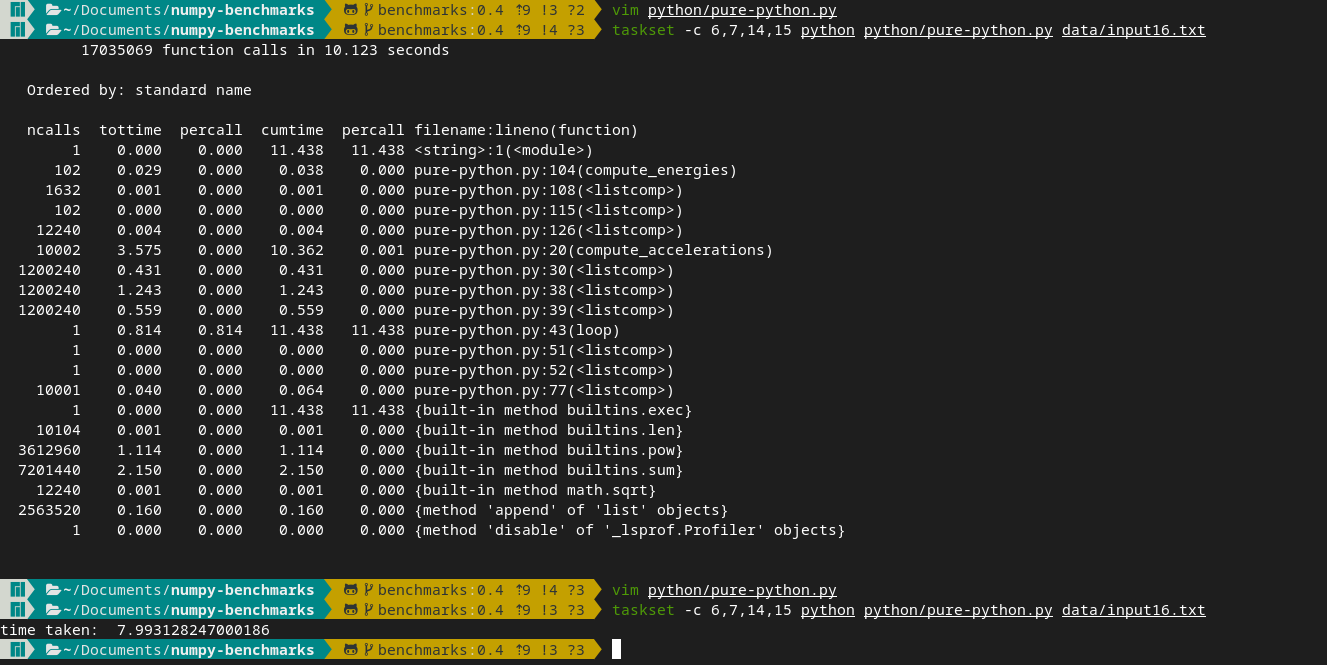 ~/Documents/numpy-benchmarks benchmarks:0.4 ⇡9 !3 ?2 vim python/pure-python.py
~/Documents/numpy-benchmarks benchmarks:0.4 ⇡9 !4 ?3 taskset -c 6,7,14,15 python python/pure-python.py data/input16.txt
17035069 function calls in 10.123 seconds
Ordered by: standard name
ncalls tottime percall cumtime percall filename:lineno(function)
1 0.000 0.000 11.438 11.438 <string>:1(<module>)
102 0.029 0.000 0.038 0.000 pure-python.py:104(compute_energies)
1632 0.001 0.000 0.001 0.000 pure-python.py:108(<listcomp>)
102 0.000 0.000 0.000 0.000 pure-python.py:115(<listcomp>)
12240 0.004 0.000 0.004 0.000 pure-python.py:126(<listcomp>)
10002 3.575 0.000 10.362 0.001 pure-python.py:20(compute_accelerations)
1200240 0.431 0.000 0.431 0.000 pure-python.py:30(<listcomp>)
1200240 1.243 0.000 1.243 0.000 pure-python.py:38(<listcomp>)
1200240 0.559 0.000 0.559 0.000 pure-python.py:39(<listcomp>)
1 0.814 0.814 11.438 11.438 pure-python.py:43(loop)
1 0.000 0.000 0.000 0.000 pure-python.py:51(<listcomp>)
1 0.000 0.000 0.000 0.000 pure-python.py:52(<listcomp>)
10001 0.040 0.000 0.064 0.000 pure-python.py:77(<listcomp>)
1 0.000 0.000 11.438 11.438 {built-in method builtins.exec}
10104 0.001 0.000 0.001 0.000 {built-in method builtins.len}
3612960 1.114 0.000 1.114 0.000 {built-in method builtins.pow}
7201440 2.150 0.000 2.150 0.000 {built-in method builtins.sum}
12240 0.001 0.000 0.001 0.000 {built-in method math.sqrt}
2563520 0.160 0.000 0.160 0.000 {method 'append' of 'list' objects}
1 0.000 0.000 0.000 0.000 {method 'disable' of '_lsprof.Profiler' objects}
~/Documents/numpy-benchmarks benchmarks:0.4 ⇡9 !4 ?3 vim python/pure-python.py
~/Documents/numpy-benchmarks benchmarks:0.4 ⇡9 !3 ?3 taskset -c 6,7,14,15 python python/pure-python.py data/input16.txt
time taken: 7.993128247000186
~/Documents/numpy-benchmarks benchmarks:0.4 ⇡9 !3 ?3